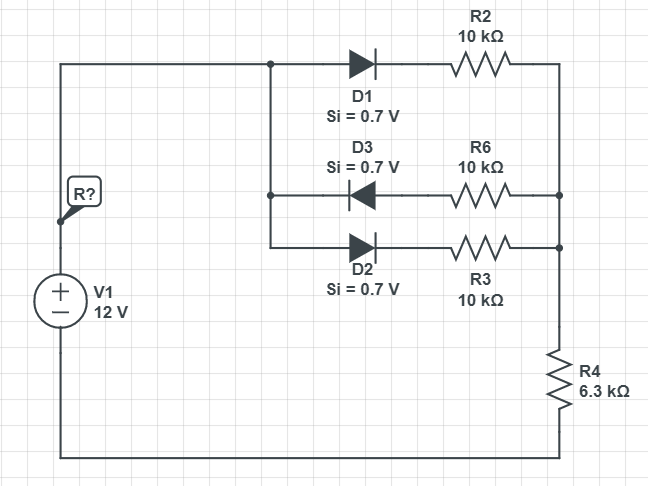 R2
10 kΩ
D1
Si = 0.7 V
D3
Si = 0.7 V
R6
10 kΩ
R?
D2
Si = 0.7 V
R3
10 kΩ
V1
12 V
R4
6.3 kΩ